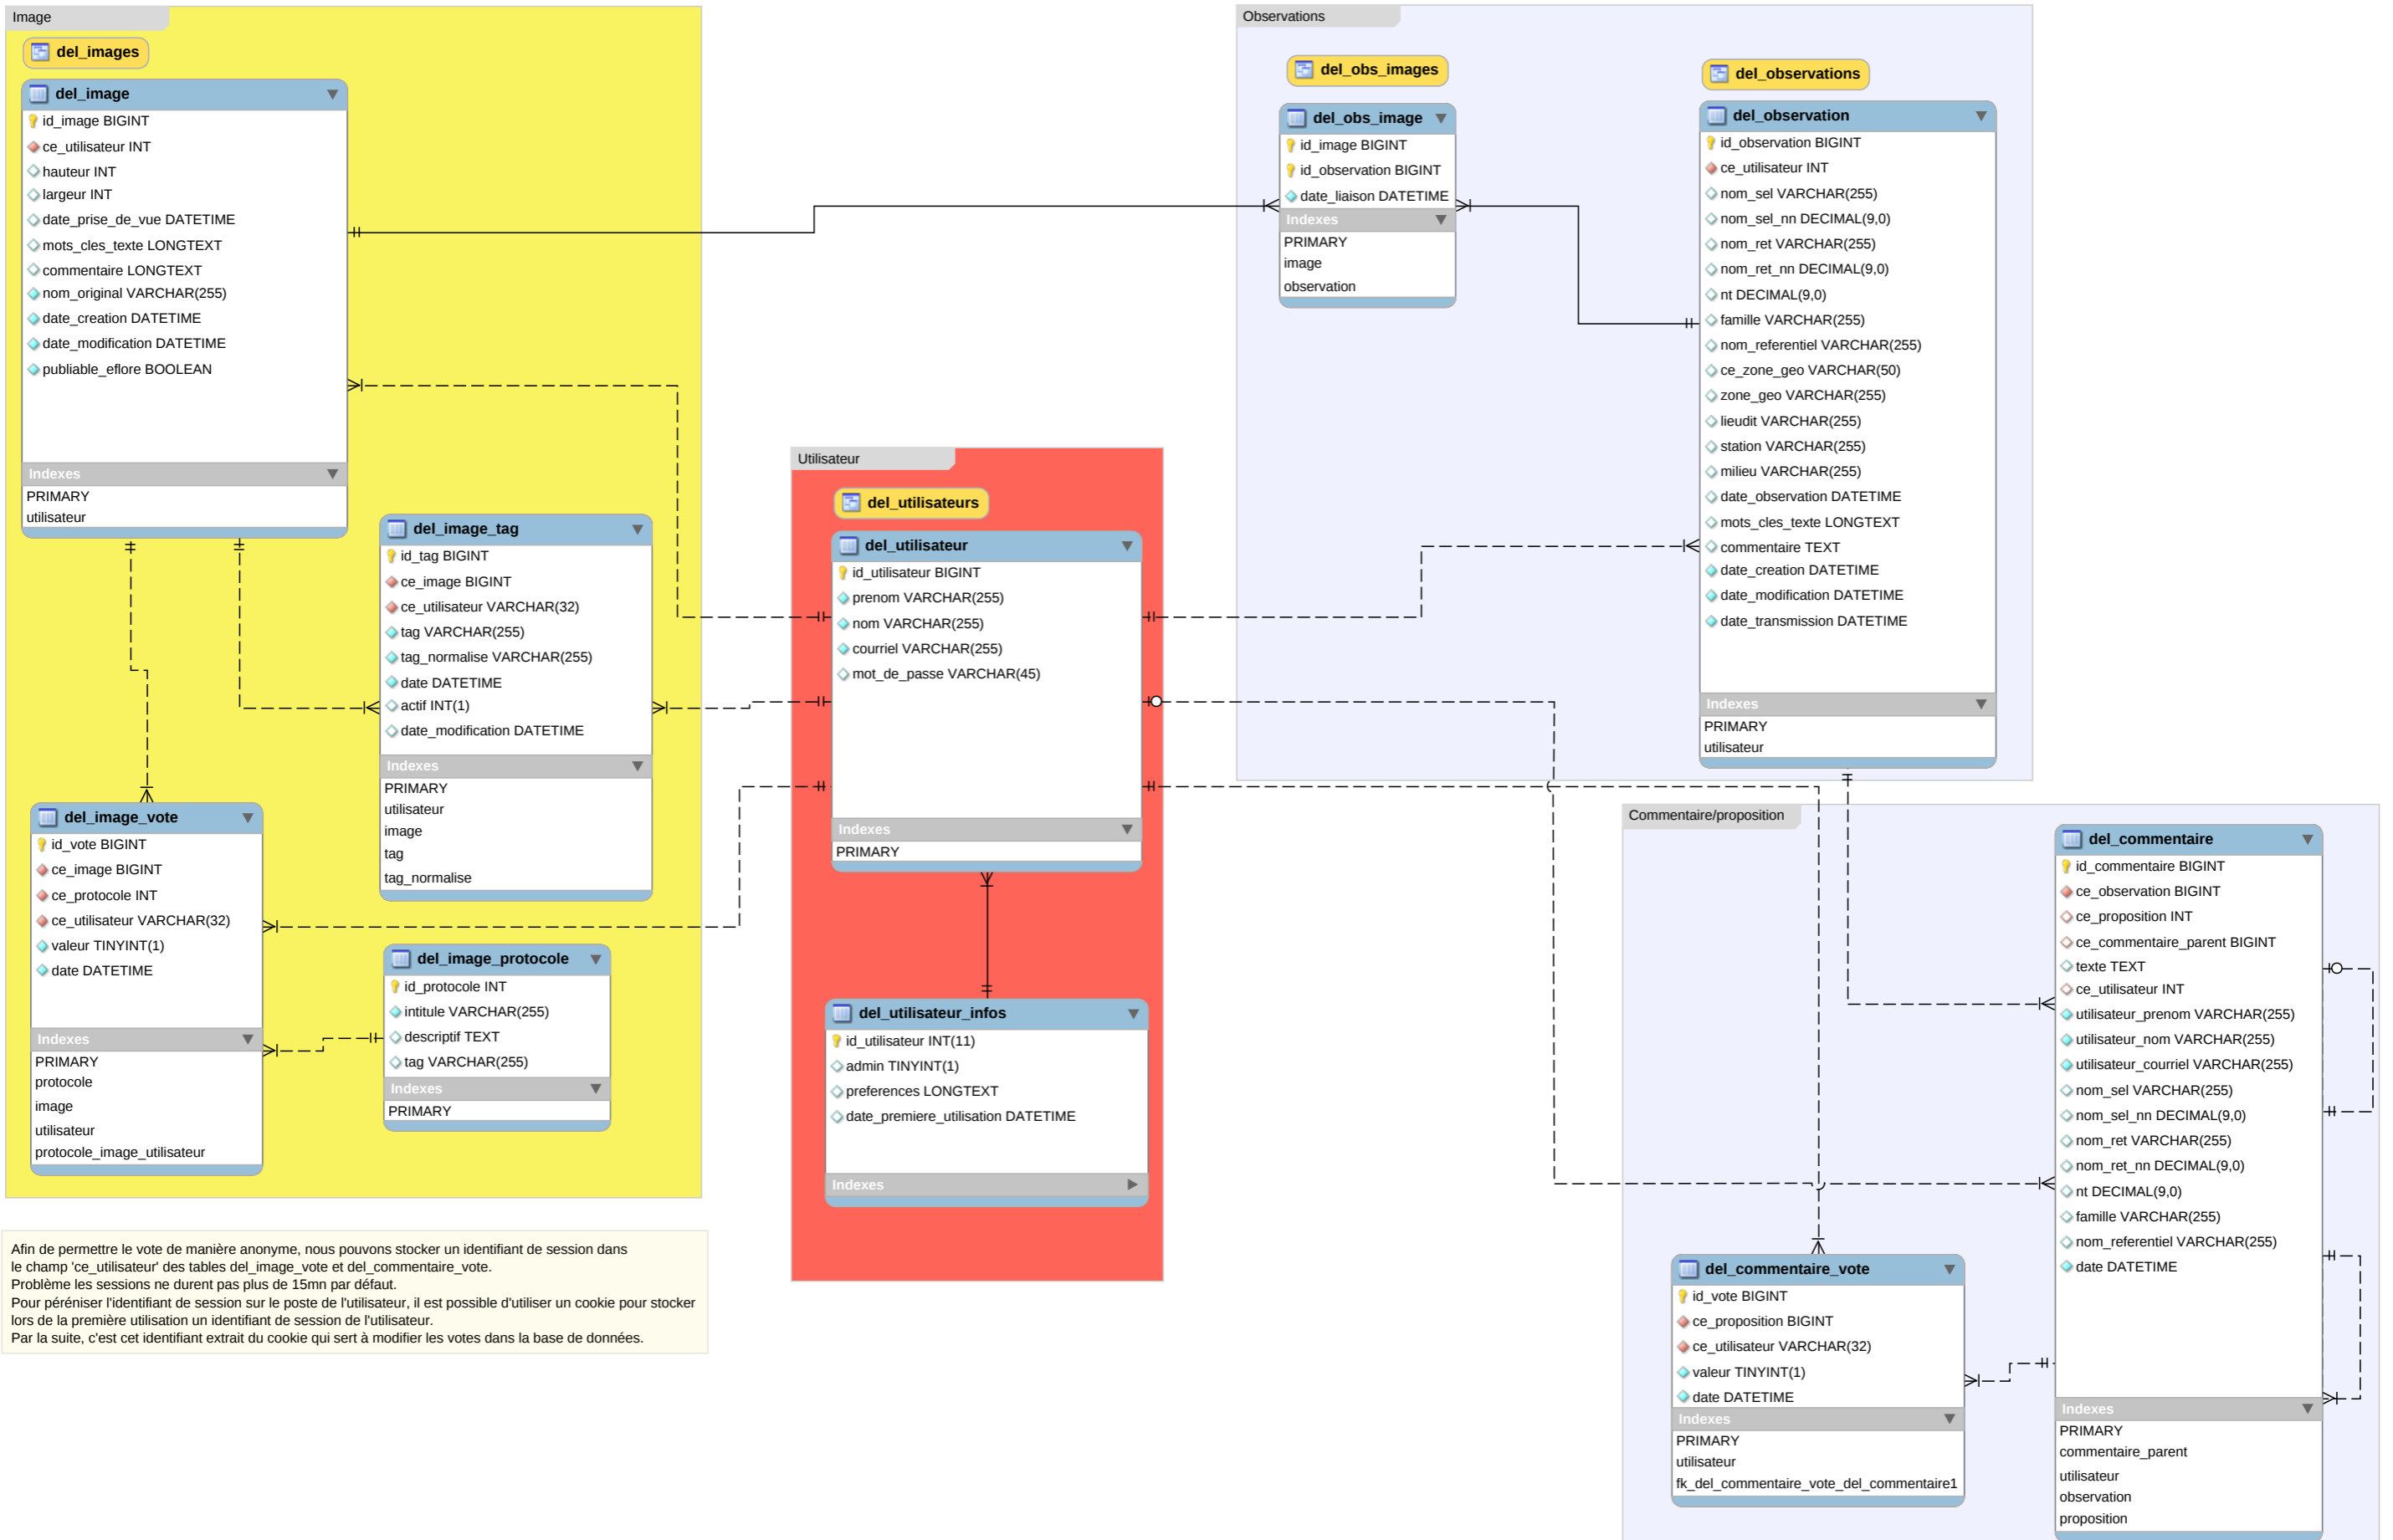 Image
del_images
del_image
id_image BIGINT
ce_utilisateur INT
hauteur INT
largeur INT
date_prise_de_vue DATETIME
mots_cles_texte LONGTEXT
commentaire LONGTEXT
nom_original VARCHAR(255)
date_creation DATETIME
date_modification DATETIME
publiable_eflore BOOLEAN
Indexes
PRIMARY
utilisateur
del_image_tag
id_tag BIGINT
ce_image BIGINT
ce_utilisateur VARCHAR(32)
tag VARCHAR(255)
tag_normalise VARCHAR(255)
date DATETIME
actif INT(1)
date_modification DATETIME
Indexes
PRIMARY
utilisateur
image
tag
tag_normalise
del_image_vote
id_vote BIGINT
ce_image BIGINT
ce_protocole INT
ce_utilisateur VARCHAR(32)
valeur TINYINT(1)
date DATETIME
Indexes
PRIMARY
protocole
image
utilisateur
protocole_image_utilisateur
del_image_protocole
id_protocole INT
intitule VARCHAR(255)
descriptif TEXT
tag VARCHAR(255)
Indexes
PRIMARY
Afin de permettre le vote de manière anonyme, nous pouvons stocker un identifiant de session dans
le champ 'ce_utilisateur' des tables del_image_vote et del_commentaire_vote.
Problème les sessions ne durent pas plus de 15mn par défaut.
Pour péréniser l'identifiant de session sur le poste de l'utilisateur, il est possible d'utiliser un cookie pour stocker
lors de la première utilisation un identifiant de session de l'utilisateur.
Par la suite, c'est cet identifiant extrait du cookie qui sert à modifier les votes dans la base de données.
Utilisateur
del_utilisateurs
del_utilisateur
id_utilisateur BIGINT
prenom VARCHAR(255)
nom VARCHAR(255)
courriel VARCHAR(255)
mot_de_passe VARCHAR(45)
Indexes
PRIMARY
del_utilisateur_infos
id_utilisateur INT(11)
admin TINYINT(1)
preferences LONGTEXT
date_premiere_utilisation DATETIME
Indexes
Observations
del_obs_images
del_obs_image
id_image BIGINT
id_observation BIGINT
date_liaison DATETIME
Indexes
PRIMARY
image
observation
del_observations
del_observation
id_observation BIGINT
ce_utilisateur INT
nom_sel VARCHAR(255)
nom_sel_nn DECIMAL(9,0)
nom_ret VARCHAR(255)
nom_ret_nn DECIMAL(9,0)
nt DECIMAL(9,0)
famille VARCHAR(255)
nom_referentiel VARCHAR(255)
ce_zone_geo VARCHAR(50)
zone_geo VARCHAR(255)
lieudit VARCHAR(255)
station VARCHAR(255)
milieu VARCHAR(255)
date_observation DATETIME
mots_cles_texte LONGTEXT
commentaire TEXT
date_creation DATETIME
date_modification DATETIME
date_transmission DATETIME
Indexes
PRIMARY
utilisateur
Commentaire/proposition
del_commentaire
id_commentaire BIGINT
ce_observation BIGINT
ce_proposition INT
ce_commentaire_parent BIGINT
texte TEXT
ce_utilisateur INT
utilisateur_prenom VARCHAR(255)
utilisateur_nom VARCHAR(255)
utilisateur_courriel VARCHAR(255)
nom_sel VARCHAR(255)
nom_sel_nn DECIMAL(9,0)
nom_ret VARCHAR(255)
nom_ret_nn DECIMAL(9,0)
nt DECIMAL(9,0)
famille VARCHAR(255)
nom_referentiel VARCHAR(255)
date DATETIME
Indexes
PRIMARY
commentaire_parent
utilisateur
observation
proposition
del_commentaire_vote
id_vote BIGINT
ce_proposition BIGINT
ce_utilisateur VARCHAR(32)
valeur TINYINT(1)
date DATETIME
Indexes
PRIMARY
utilisateur
fk_del_commentaire_vote_del_commentaire1